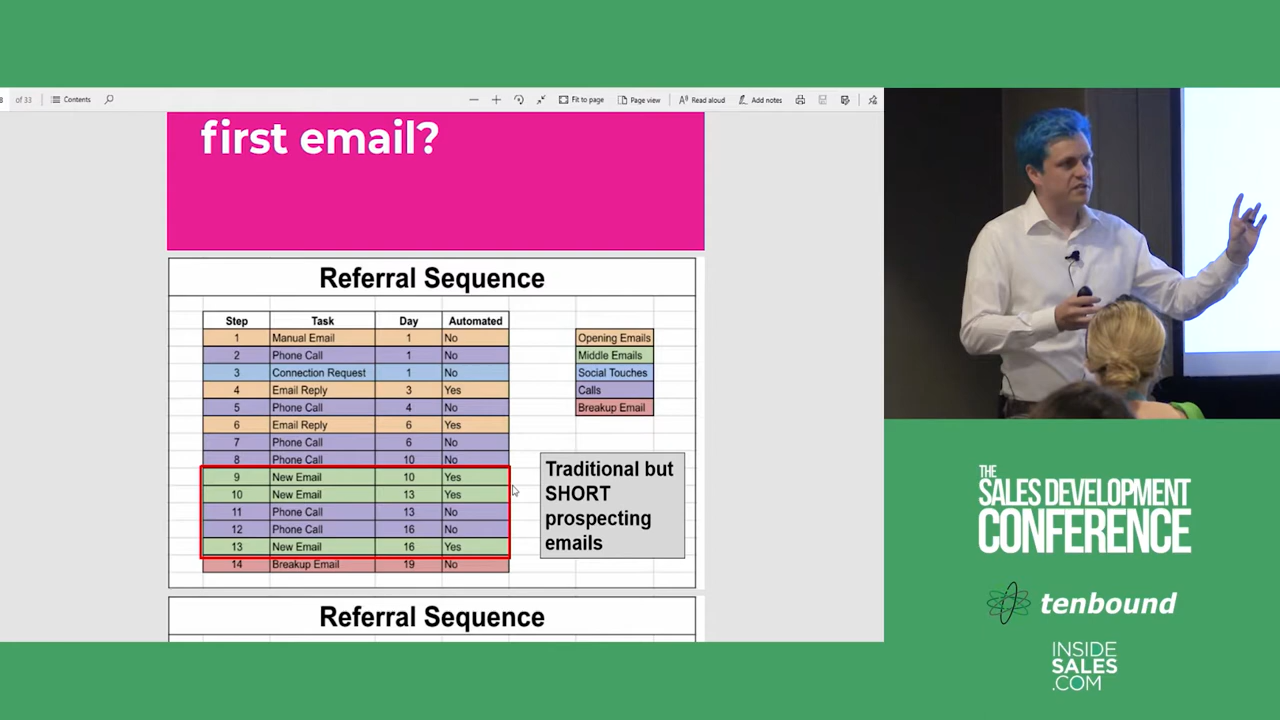 8 of 33 Contents Fit to page Page view Read aloud Add notes
first email?
Referral Sequence
Step Task Day Automated
1 Manual Email 1 No
2 Phone Call 1 No
3 Connection Request 1 No
4 Email Reply 3 Yes
5 Phone Call 4 No
6 Email Reply 6 Yes
7 Phone Call 6 No
8 Phone Call 10 No
9 New Email 10 Yes
10 New Email 13 Yes
11 Phone Call 13 No
12 Phone Call 16 No
13 New Email 16 Yes
14 Breakup Email 19 No
Opening Emails
Middle Emails
Social Touches
Calls
Breakup Email
Traditional but
SHORT
prospecting
emails
Referral Sequence
THE
SALES DEVELOPMENT
CONFERENCE
tenbound
INSIDE
SALES
.COM